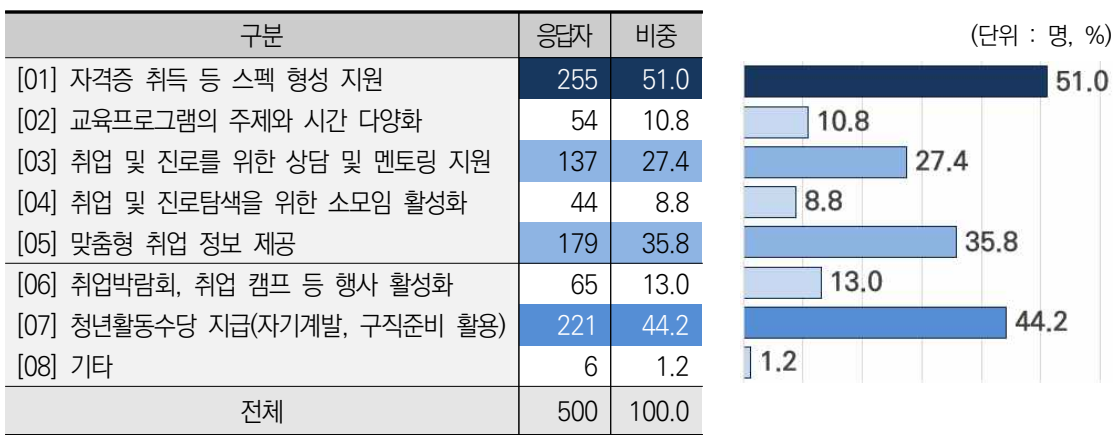 구분 응답자 비중
(단위 : 명, %)
[01] 자격증 취득 등 스펙 형성 지원 255 51.0
51.0
[02] 교육프로그램의 주제와 시간 다양화 54 10.8
10.8
[03] 취업 및 진로를 위한 상담 및 멘토링 지원 137 27.4
27.4
[04] 취업 및 진로탐색을 위한 소모임 활성화 44 8.8
8.8
[05] 맞춤형 취업 정보 제공 179 35.8
35.8
[06] 취업박람회, 취업 캠프 등 행사 활성화 65 13.0
13.0
[07] 청년활동수당 지급(자기계발, 구직준비 활용) 221 44.2
44.2
[08] 기타 6 1.2
1.2
전체 500 100.0